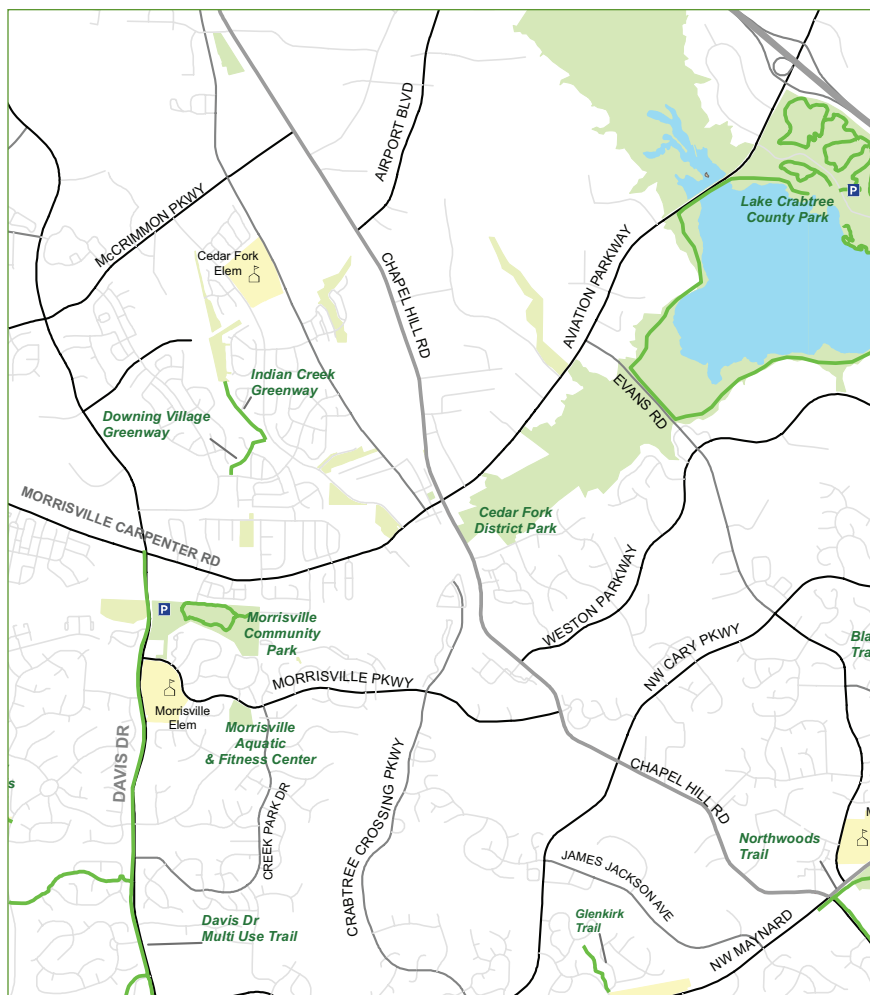 AIRPORT BLVD
McCRIMMON PKWY
P
Lake Crabtree
County Park
Cedar Fork
Elem
CHAPEL HILL RD
AVIATION PARKWAY
Indian Creek
Greenway
EVANS RD
Downing Village
Greenway
MORRISVILLE CARPENTER RD
Cedar Fork
District Park
WESTON PARKWAY
P
Morrisville
Community
Park
NW CARY PKWY
Bla
Tra
MORRISVILLE PKWY
Morrisville
Elem
Morrisville
Aquatic
& Fitness Center
DAVIS DR
s
CREEK PARK DR
CRABTREE CROSSING PKWY
CHAPEL HILL RD
M
Northwoods
Trail
JAMES JACKSON AVE
Glenkirk
Trail
Davis Dr
Multi Use Trail
NW MAYNARD